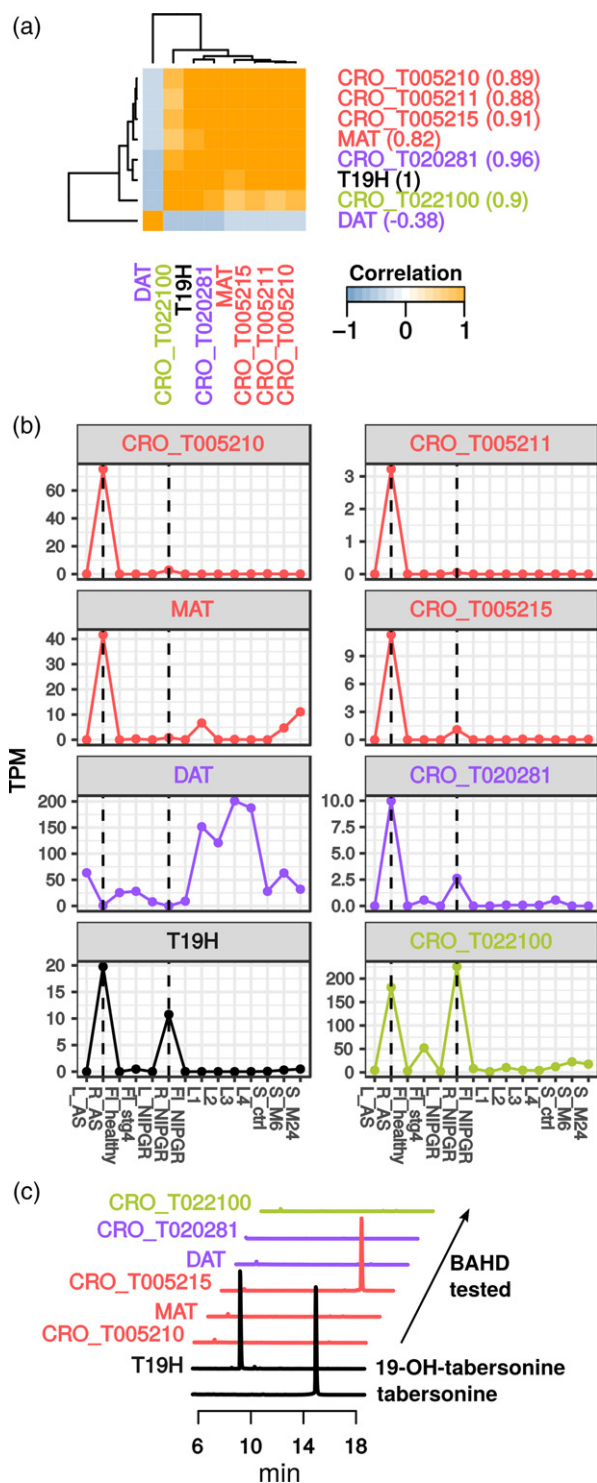 (a)
CRO_T005210 (0.89)
CRO_T005211 (0.88)
CRO_T005215 (0.91)
MAT (0.82)
CRO_T020281 (0.96)
T19H (1)
CRO_T022100 (0.9)
DAT (-0.38)
DAT
CRO_T022100
T19H
CRO_T020281
MAT
CRO_T005215
CRO_T005211
CRO_T005210
Correlation
−1 0 1
(b)
TPM
CRO_T005210
60
40
20
0
CRO_T005211
3
2
1
0
MAT
40
30
20
10
0
CRO_T005215
9
6
3
0
DAT
200
150
100
50
0
CRO_T020281
10.0
7.5
5.0
2.5
0.0
T19H
20
15
10
5
0
CRO_T022100
200
150
100
50
0
L_AS
R_AS
Fl_healthy
Fl_stg4
L_NIPGR
R_NIPGR
Fl_NIPGR
L1
L2
L3
L4
S_ctrl
S_M6
S_M24
L_AS
R_AS
Fl_healthy
Fl_stg4
L_NIPGR
R_NIPGR
Fl_NIPGR
L1
L2
L3
L4
S_ctrl
S_M6
S_M24
(c)
CRO_T022100
CRO_T020281
DAT
CRO_T005215
MAT
CRO_T005210
T19H
BAHD
tested
19-OH-tabersonine
tabersonine
6 10 14 18
min